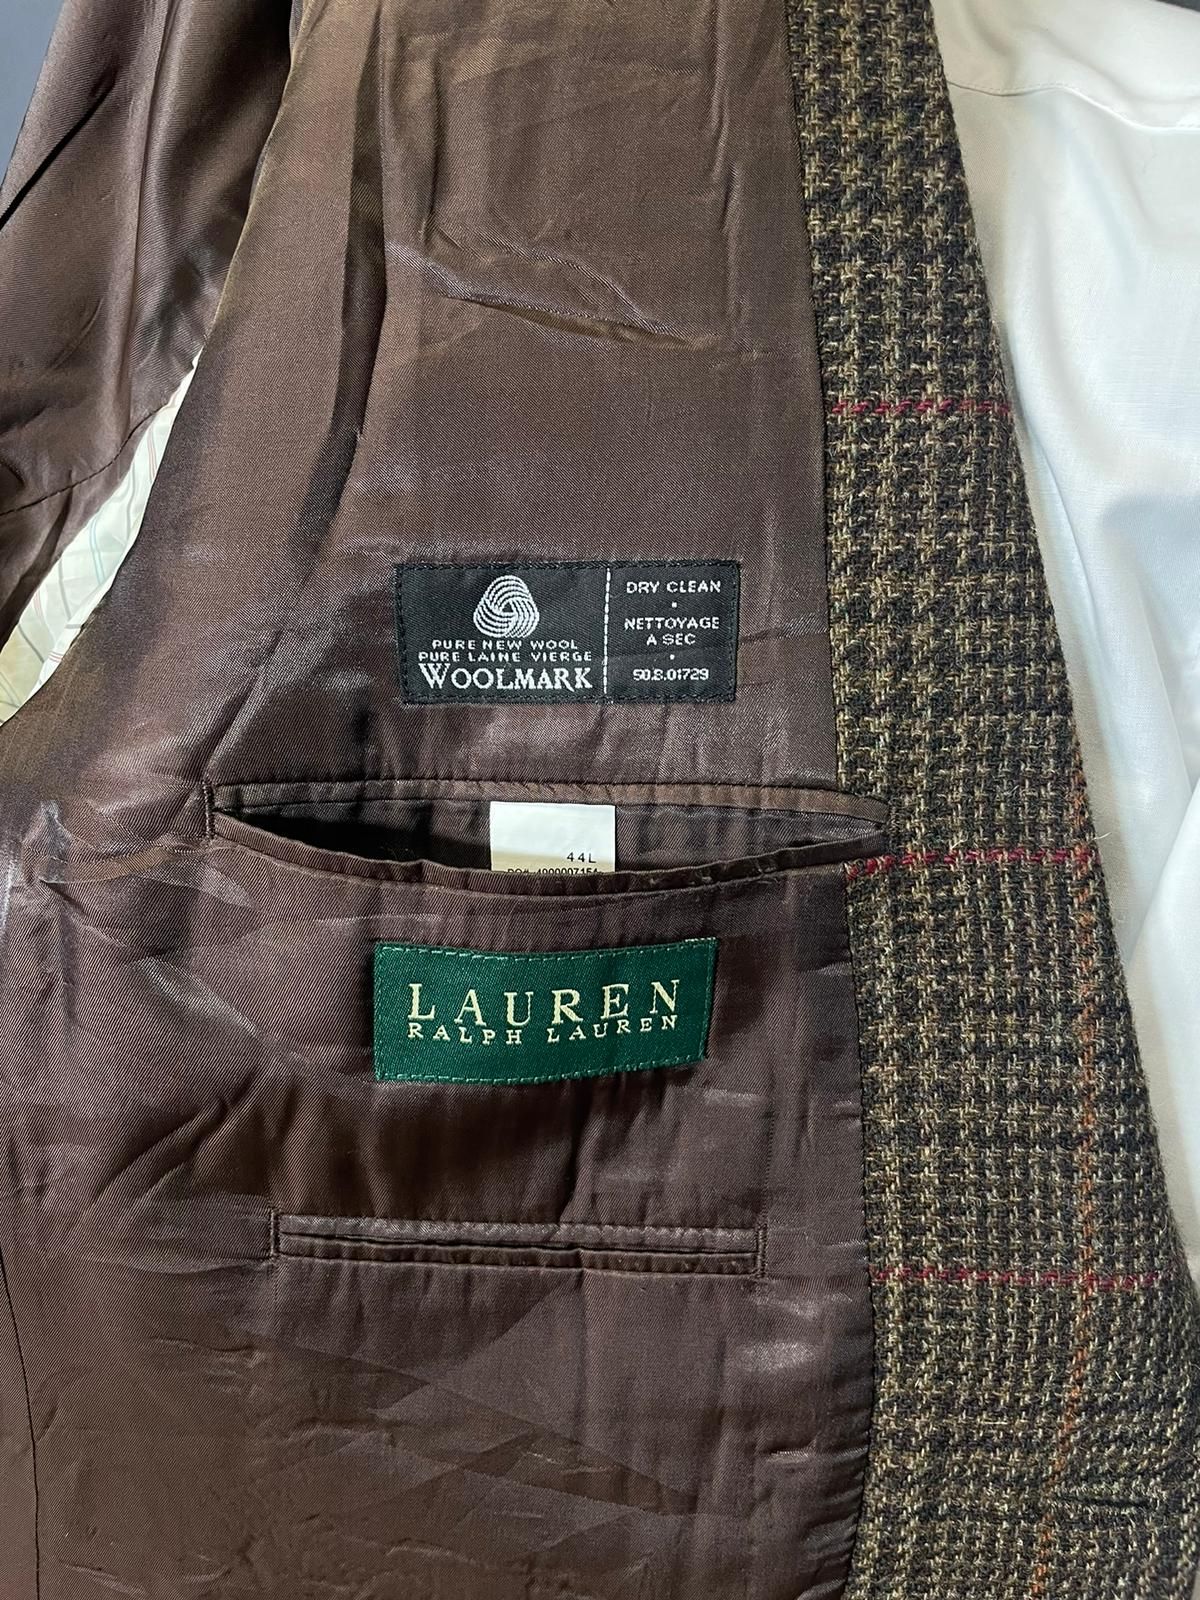 PURE NEW WOOL
PURE LAINE VIERGE
WOOLMARK
DRY CLEAN
NETTOYAGE
A SEC
50.8.01729
44L
LAUREN
RALPH LAUREN